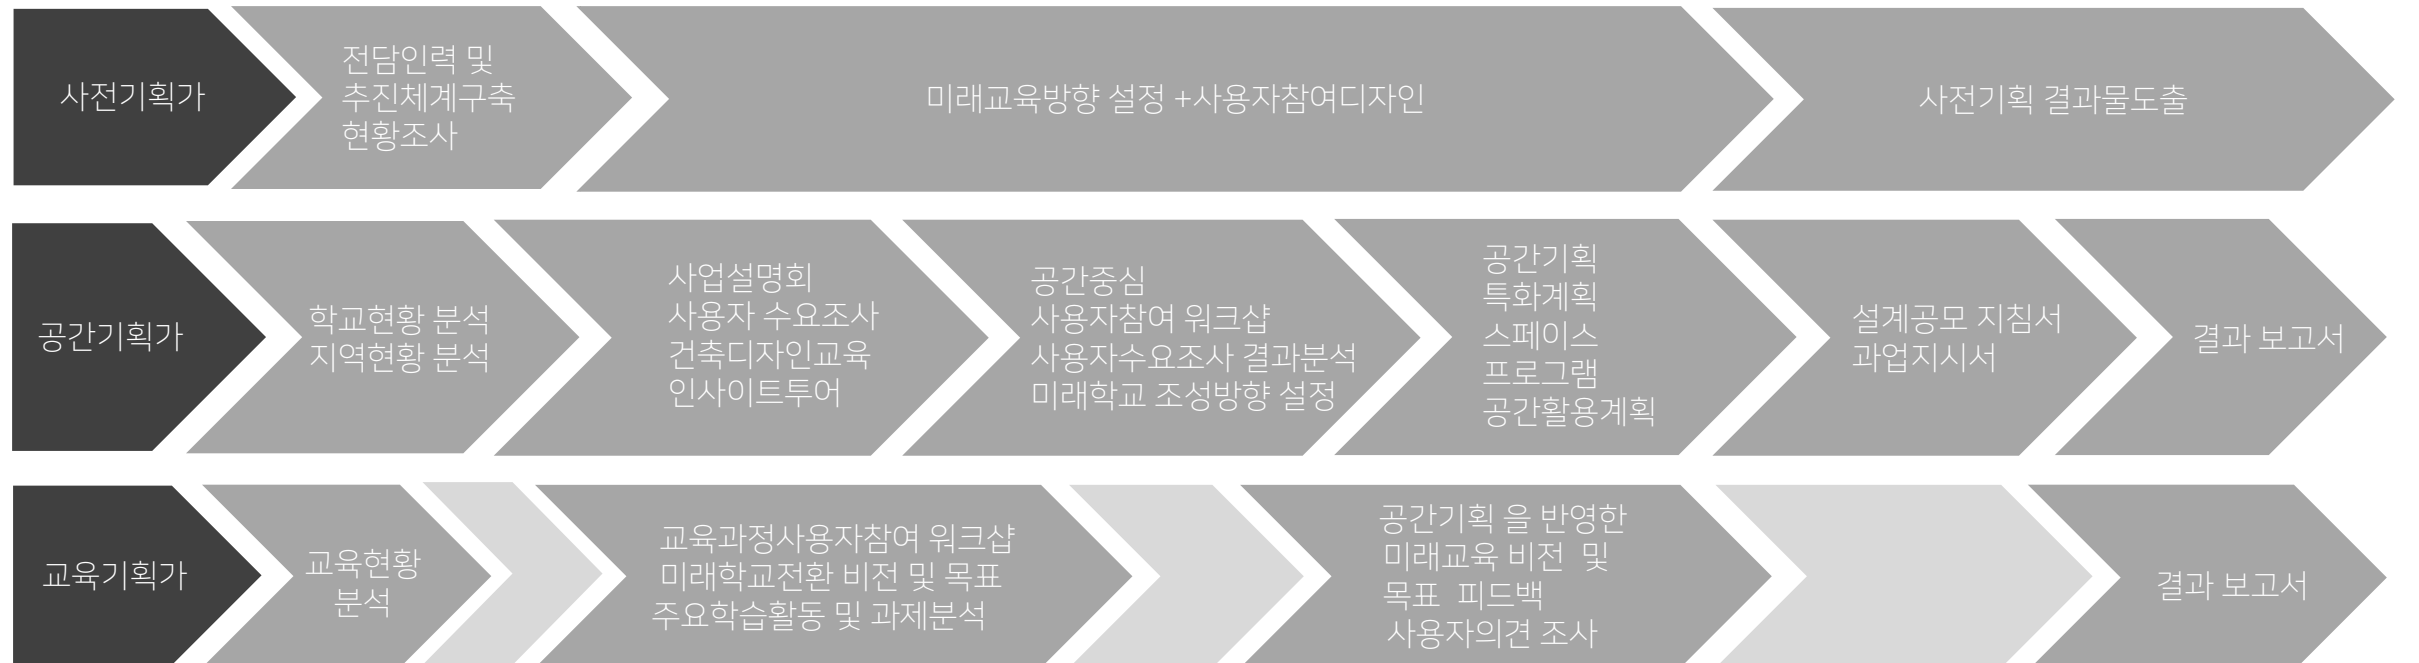 사전기획가
전담인력 및
추진체계구축
현황조사
미래교육방향 설정 +사용자참여디자인
사전기획 결과물도출
공간기획가
학교현황 분석
지역현황 분석
사업설명회
사용자 수요조사
건축디자인교육
인사이트투어
공간중심
사용자참여 워크샵
사용자수요조사 결과분석
미래학교 조성방향 설정
공간기획
특화계획
스페이스
프로그램
공간활용계획
설계공모 지침서
과업지시서
결과 보고서
교육기획가
교육현황
분석
교육과정사용자참여 워크샵
미래학교전환 비전 및 목표
주요학습활동 및 과제분석
공간기획 을 반영한
미래교육 비전 및
목표 피드백
사용자의견 조사
결과 보고서